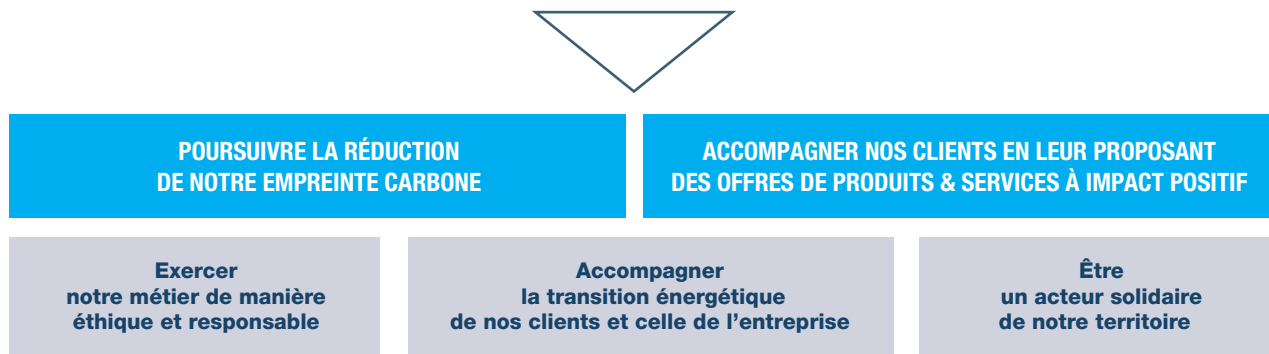 POURSUIVRE LA RÉDUCTION
DE NOTRE EMPREINTE CARBONE
ACCOMPAGNER NOS CLIENTS EN LEUR PROPOSANT
DES OFFRES DE PRODUITS & SERVICES À IMPACT POSITIF
Exercer
notre métier de manière
éthique et responsable
Accompagner
la transition énergétique
de nos clients et celle de l’entreprise
Être
un acteur solidaire
de notre territoire